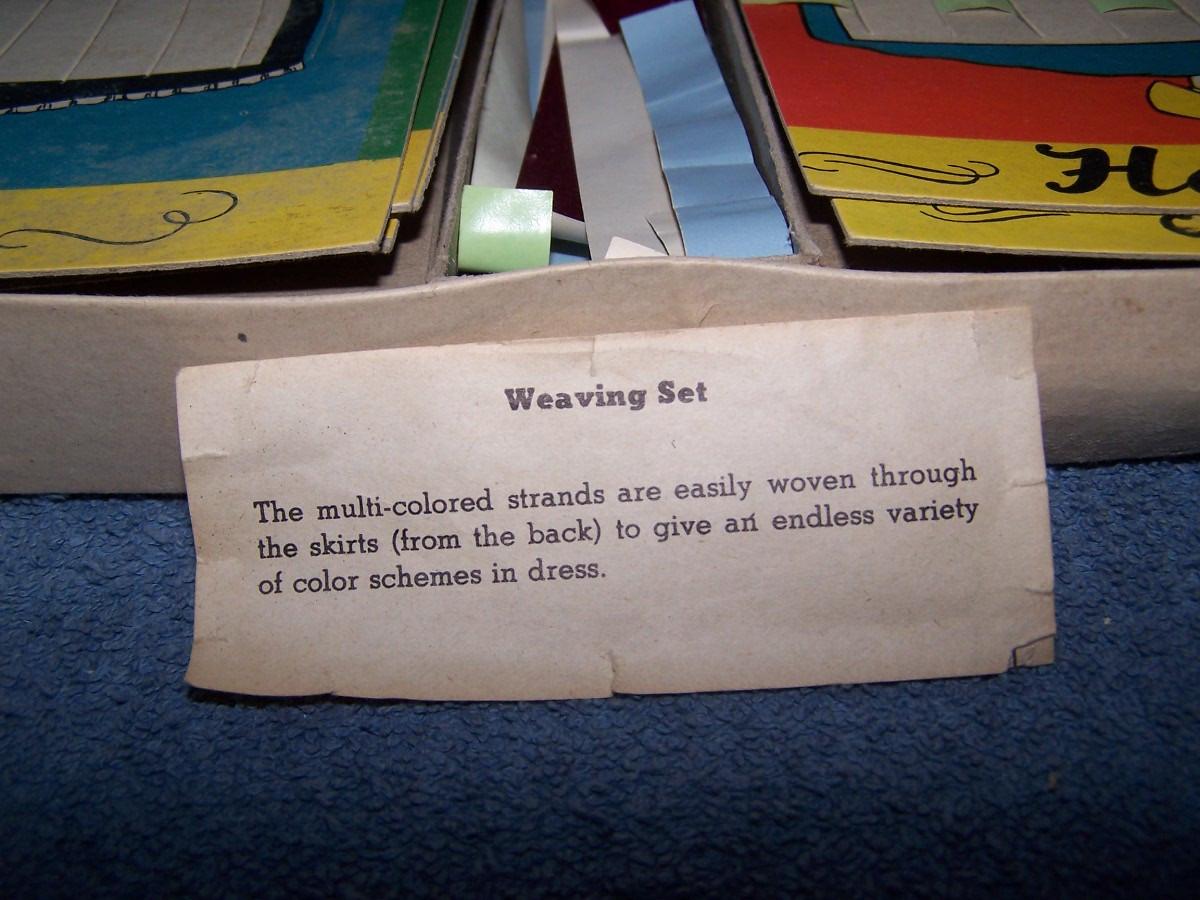 Weaving Set
The multi-colored strands are easily woven through
the skirts (from the back) to give an endless variety
of color schemes in dress.